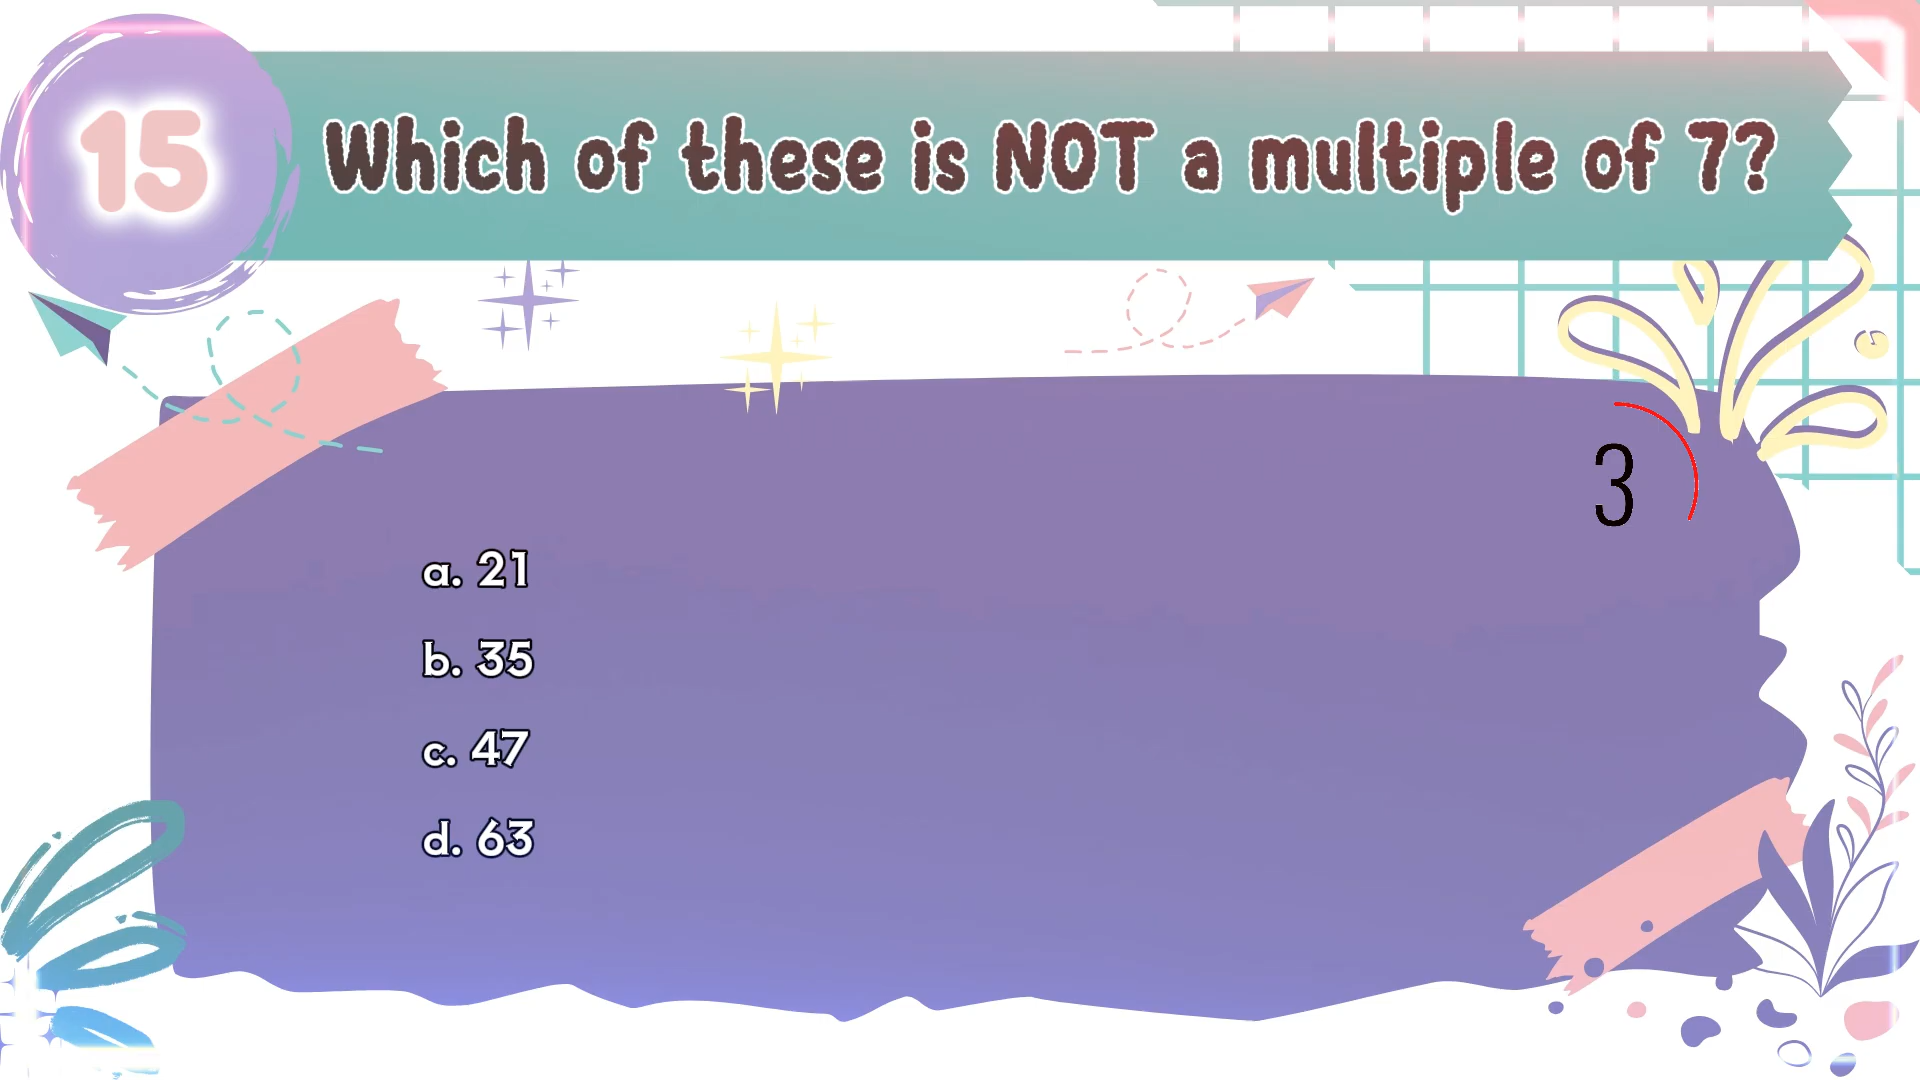 15
Which of these is NOT a multiple of 7?
3
a. 21
b. 35
c. 47
d. 63